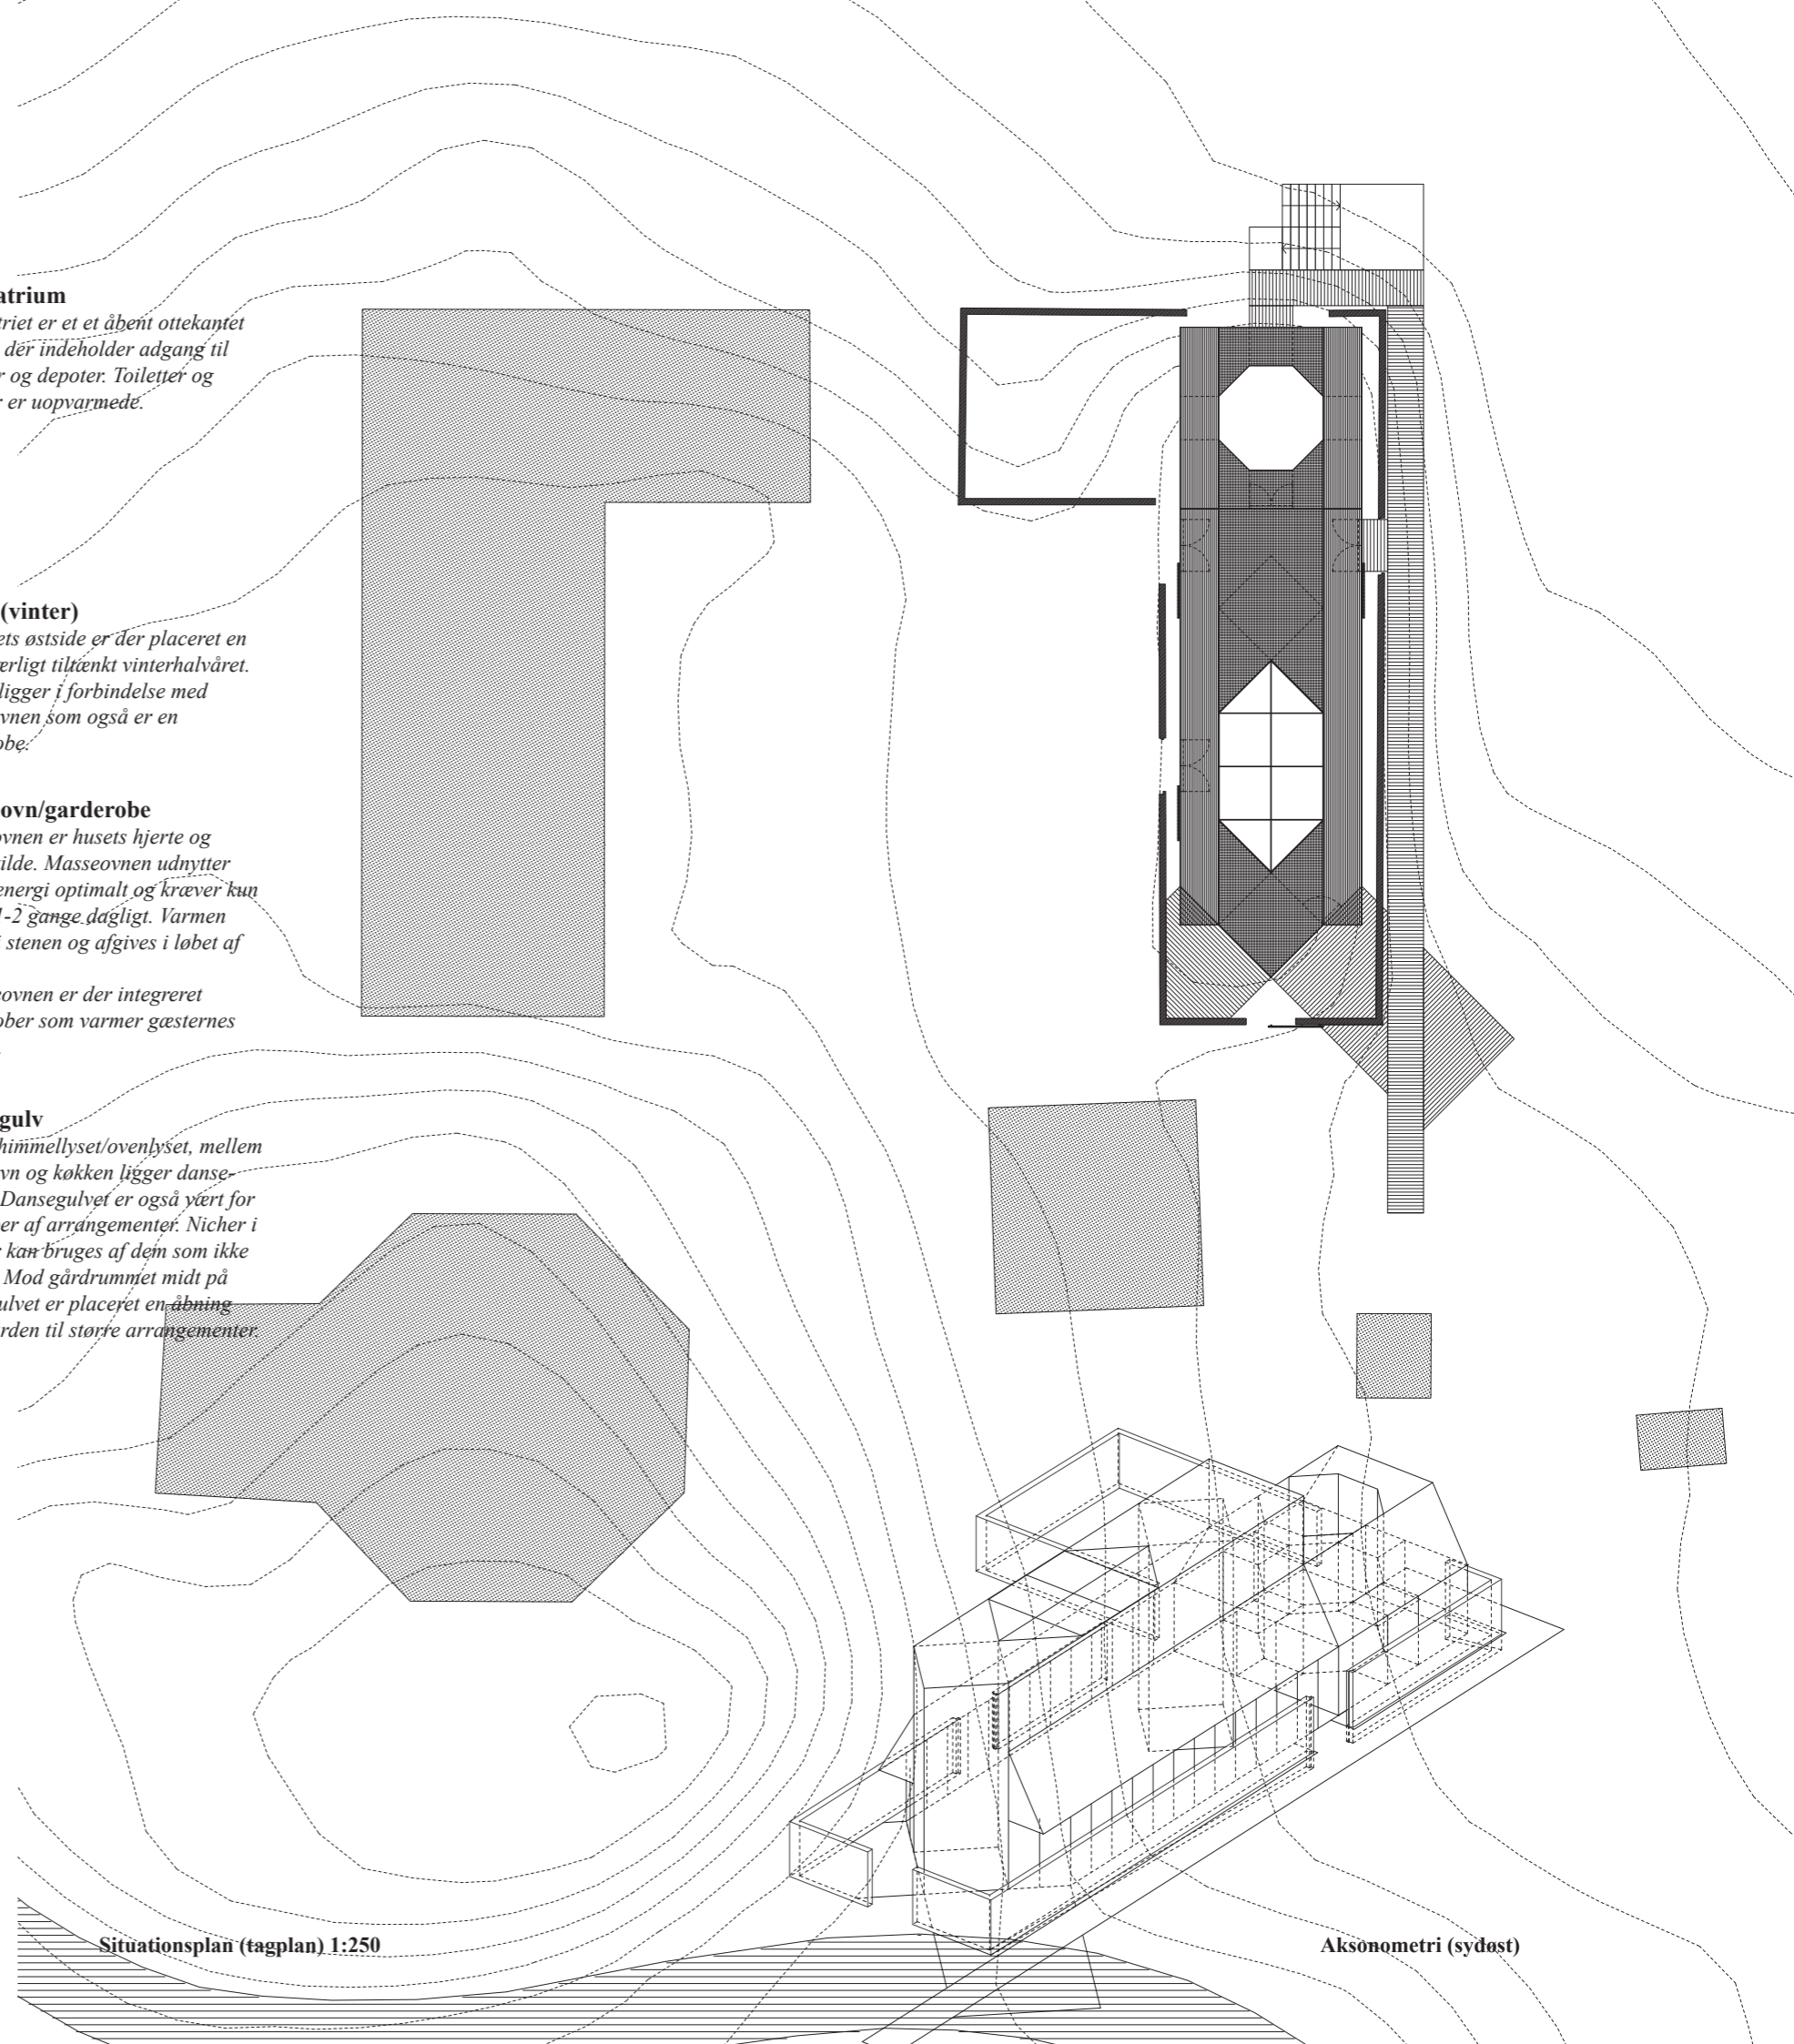 atrium
triet er et et åbent ottekantet
der indeholder adgang til
r og depoter. Toiletter og
r er uopvarmede.
(vinter)
ets østside er der placeret en
ærligt tiltænkt vinterhalvåret.
ligger i forbindelse med
vnen som også er en
obe.
ovn/garderobe
ovnen er husets hjerte og
ilde. Masseovnen udnytter
energi optimalt og kræver kun
1-2 gange dagligt. Varmen
i stenen og afgives i løbet af
ovnen er der integreret
ober som varmer gæsternes
gulv
himmellyset/ovenlyset, mellem
vn og køkken ligger danse-
Dansegulvet er også vært for
per af arrangementer. Nicher i
r kan bruges af dem som ikke
Mod gårdrummet midt på
ulvet er placeret en åbning
rden til større arrangementer.
Situationsplan (tagplan) 1:250
Aksonometri (sydøst)